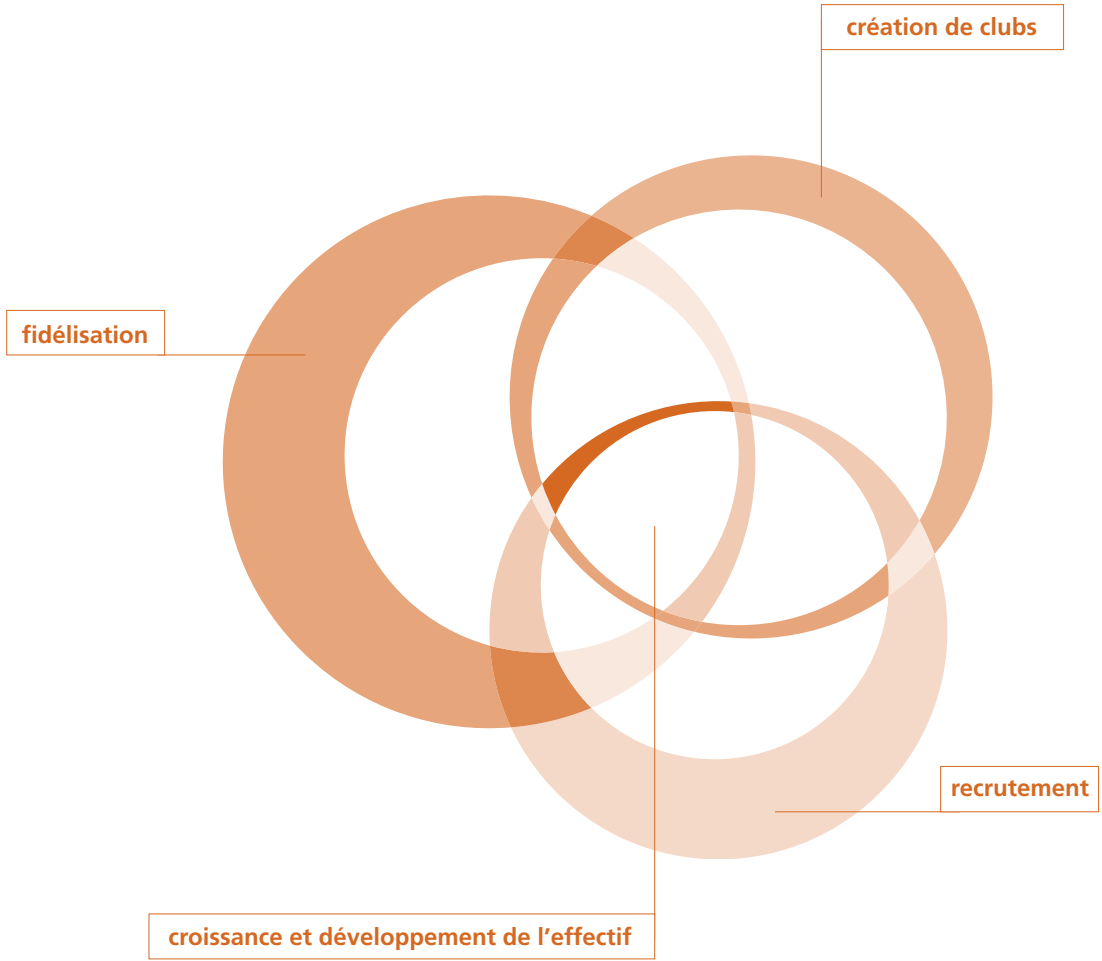 création de clubs
fidélisation
recrutement
croissance et développement de l'effectif